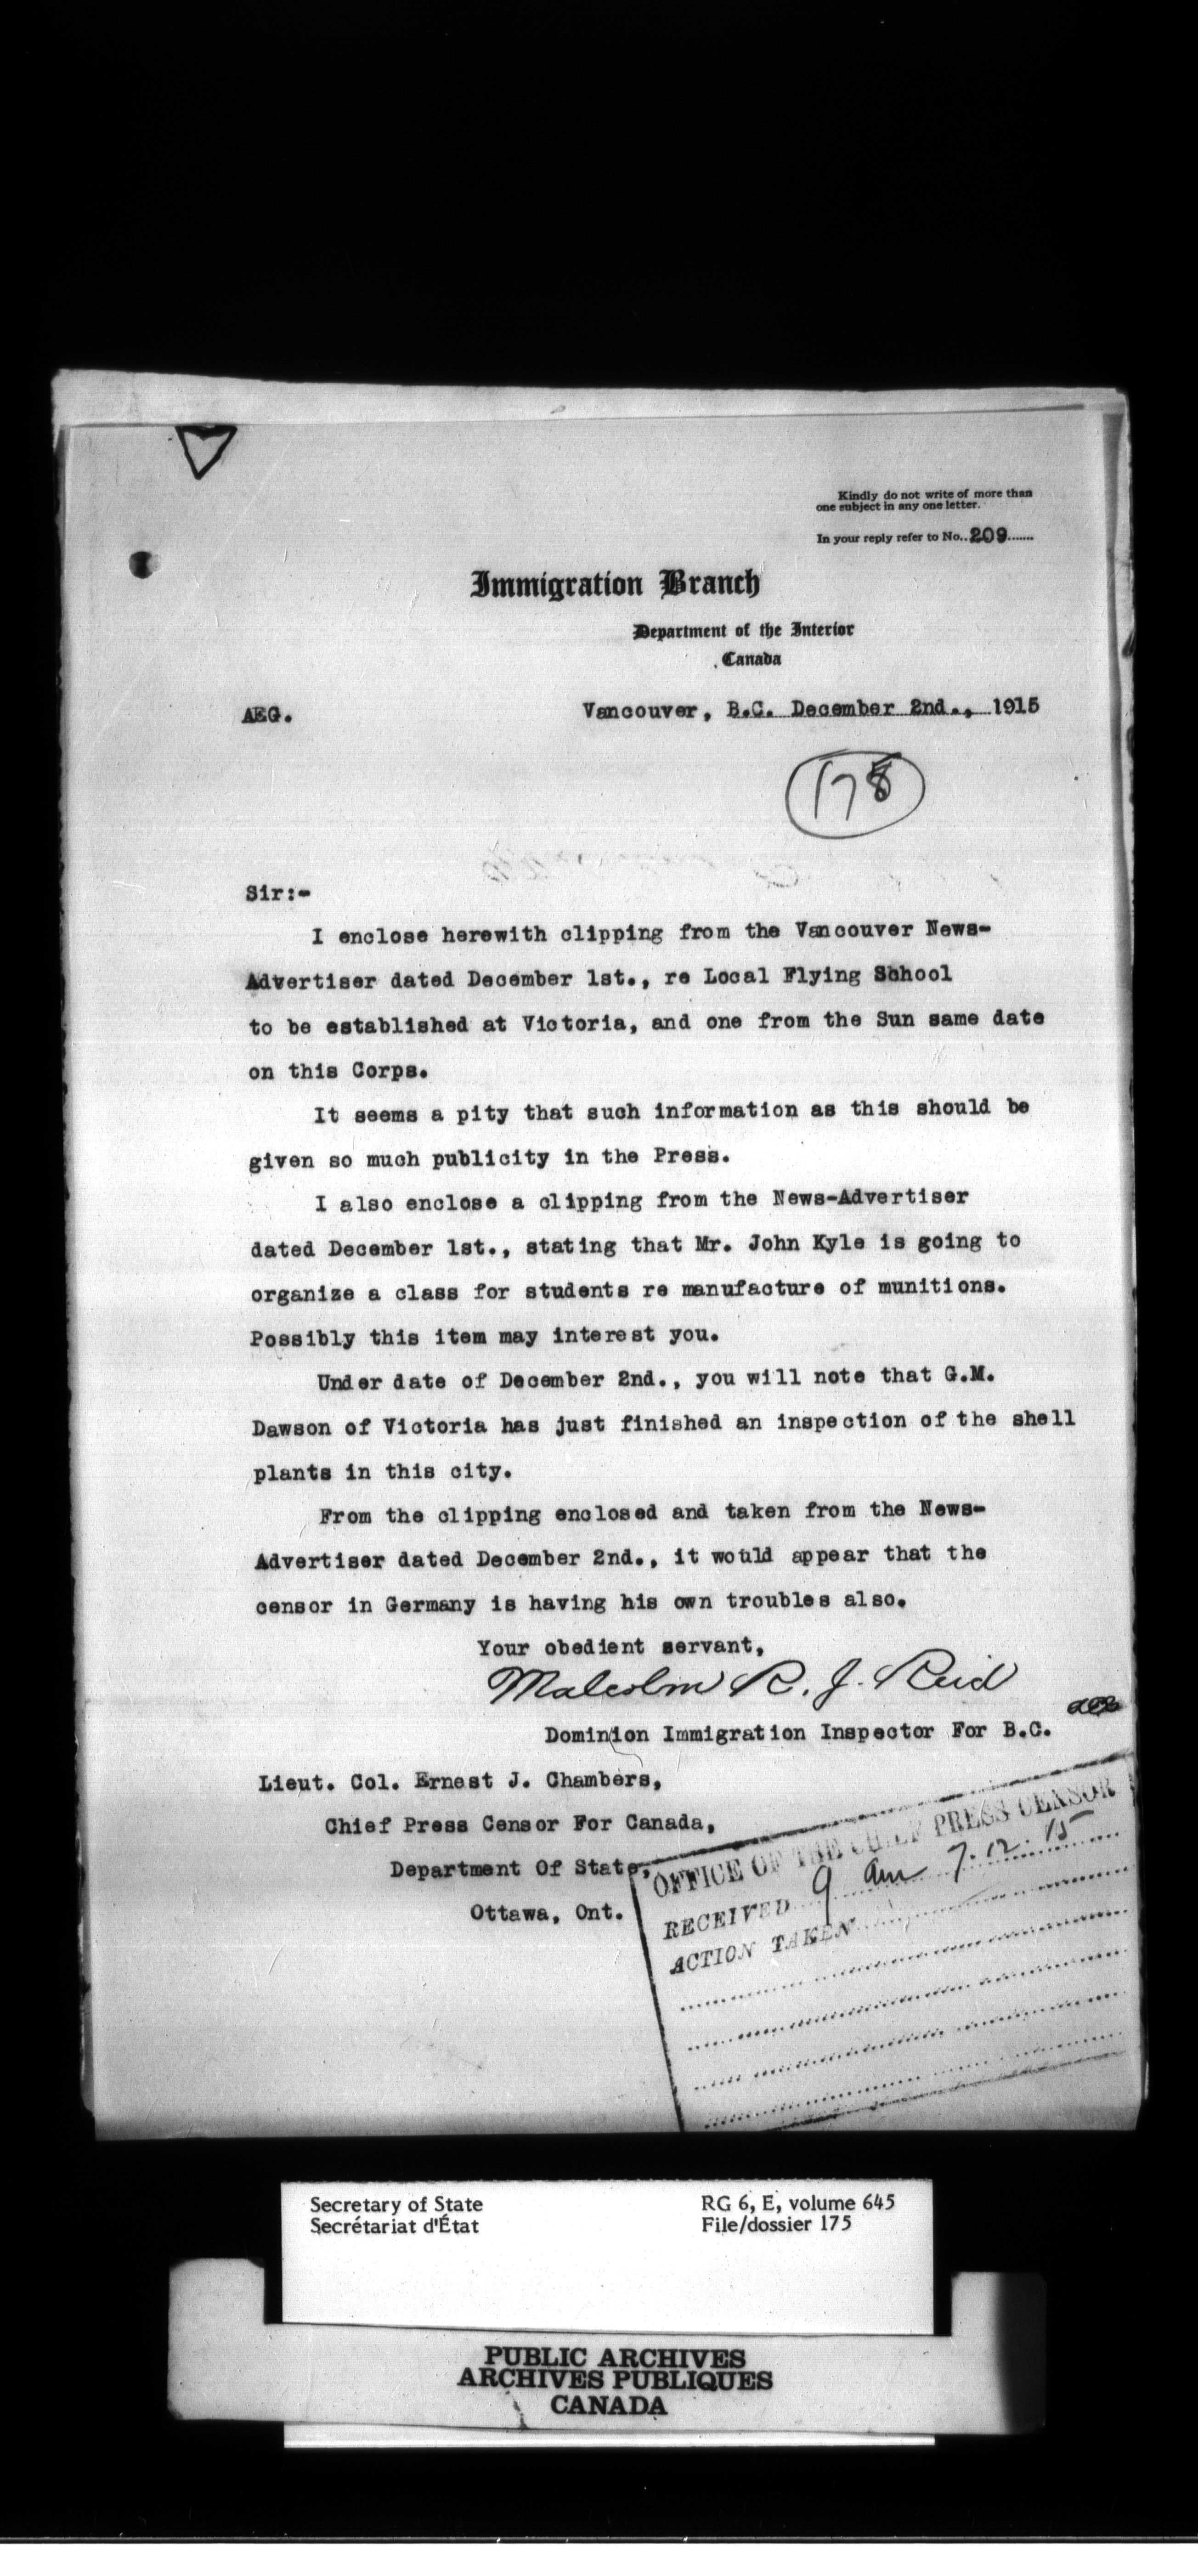 Kindly do not write of more than
one subject in any one letter.
In your reply refer to No..209......
Immigration Branch
Department of the Interior
Canada
AEG.
Vancouver, B.C. December 2nd., 1915
178
Sir:-
I enclose herewith clipping from the Vancouver News-
Advertiser dated December 1st., re Local Flying School
to be established at Victoria, and one from the Sun same date
on this Corps.
It seems a pity that such information as this should be
given so much publicity in the Press.
I also enclose a clipping from the News-Advertiser
dated December 1st., stating that Mr. John Kyle is going to
organize a class for students re manufacture of munitions.
Possibly this item may interest you.
Under date of December 2nd., you will note that G.M.
Dawson of Victoria has just finished an inspection of the shell
plants in this city.
From the clipping enclosed and taken from the News-
Advertiser dated December 2nd., it would appear that the
censor in Germany is having his own troubles also.
Your obedient servant,
Malcolm R. J. Reid
Dominion Immigration Inspector For B.C.
Lieut. Col. Ernest J. Chambers,
Chief Press Censor For Canada,
Department Of State,
Ottawa, Ont.
OFFICE OF THE CHIEF PRESS CENSOR
RECEIVED 9 am 7.12.15
ACTION TAKEN
Secretary of State
Secrétariat d'État
RG 6, E, volume 645
File/dossier 175
PUBLIC ARCHIVES
ARCHIVES PUBLIQUES
CANADA